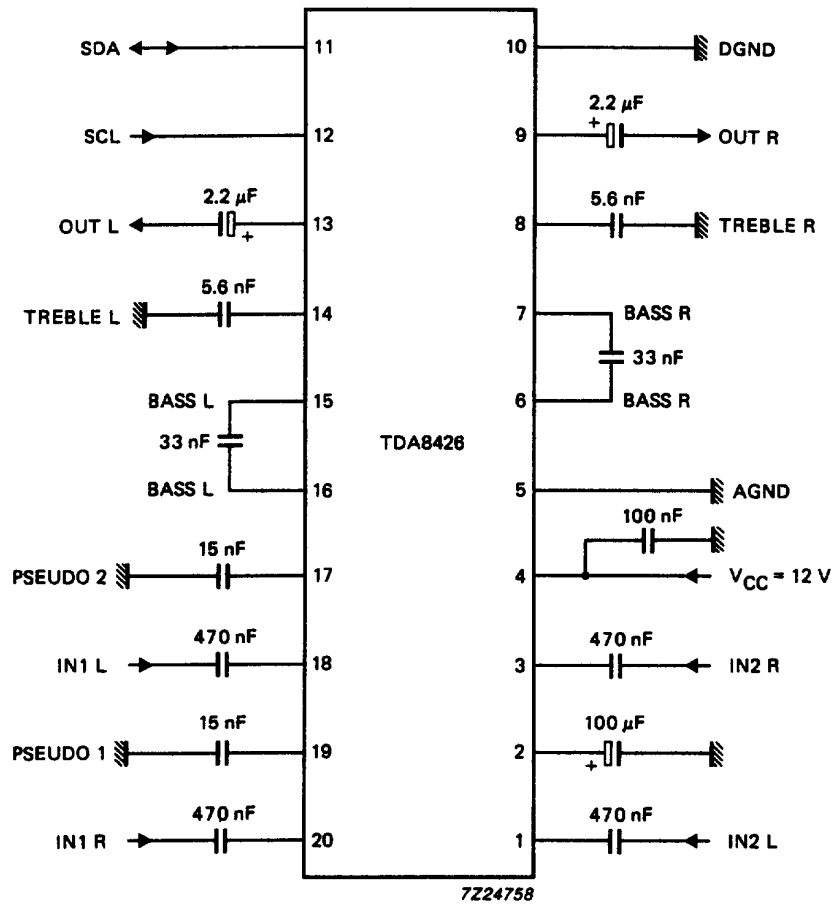 SDA 11 10 DGND
2.2 μF
SCL 12 9 + OUT R
2.2 μF 5.6 nF
OUT L + 13 8 TREBLE R
5.6 nF
TREBLE L 14 7 BASS R
33 nF
BASS L 15 6 BASS R
33 nF TDA8426
BASS L 16 5 AGND
100 nF
15 nF
PSEUDO 2 17 4 VCC = 12 V
470 nF 470 nF
IN1 L 18 3 IN2 R
15 nF 100 μF
PSEUDO 1 19 2 +
470 nF 470 nF
IN1 R 20 1 IN2 L
7Z24758